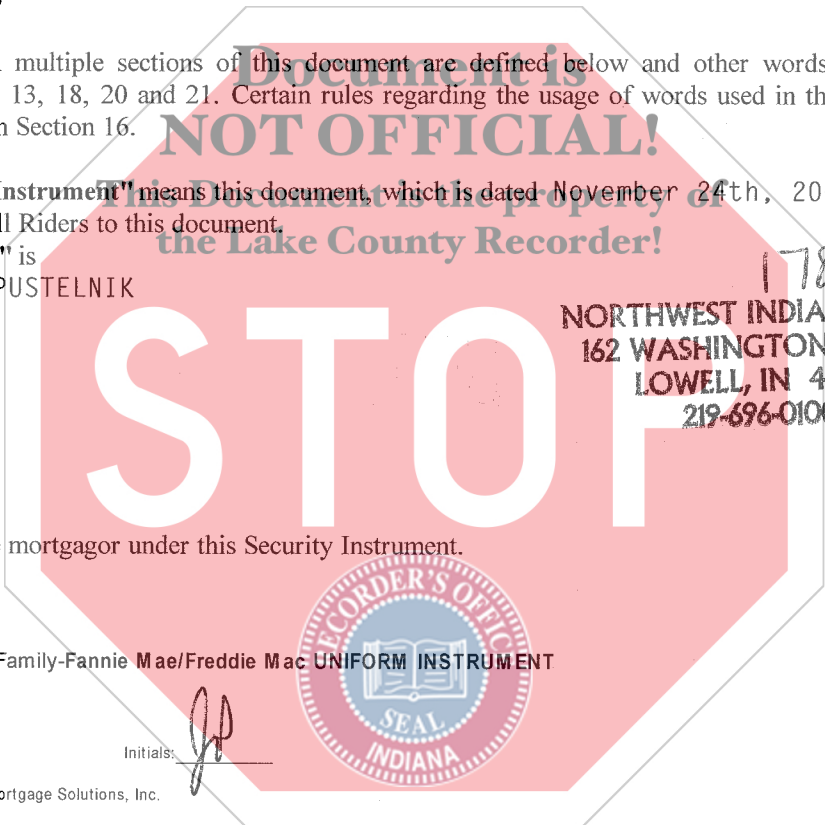 multiple sections of this document are defined below and other words
Document is
13, 18, 20 and 21. Certain rules regarding the usage of words used in th
Section 16.
NOT OFFICIAL!
Instrument" means this document, which is dated November 24th, 20
This Document is the property of
ll Riders to this document.
the Lake County Recorder!
" is
PUSTELNIK
178
NORTHWEST INDIA
162 WASHINGTON
LOWELL, IN 4
219-696-010
STOP
mortgagor under this Security Instrument.
RECORDER'S OFFICE
Family-Fannie Mae/Freddie Mac UNIFORM INSTRUMENT
SEAL
INDIANA
Initials:
ortgage Solutions, Inc.